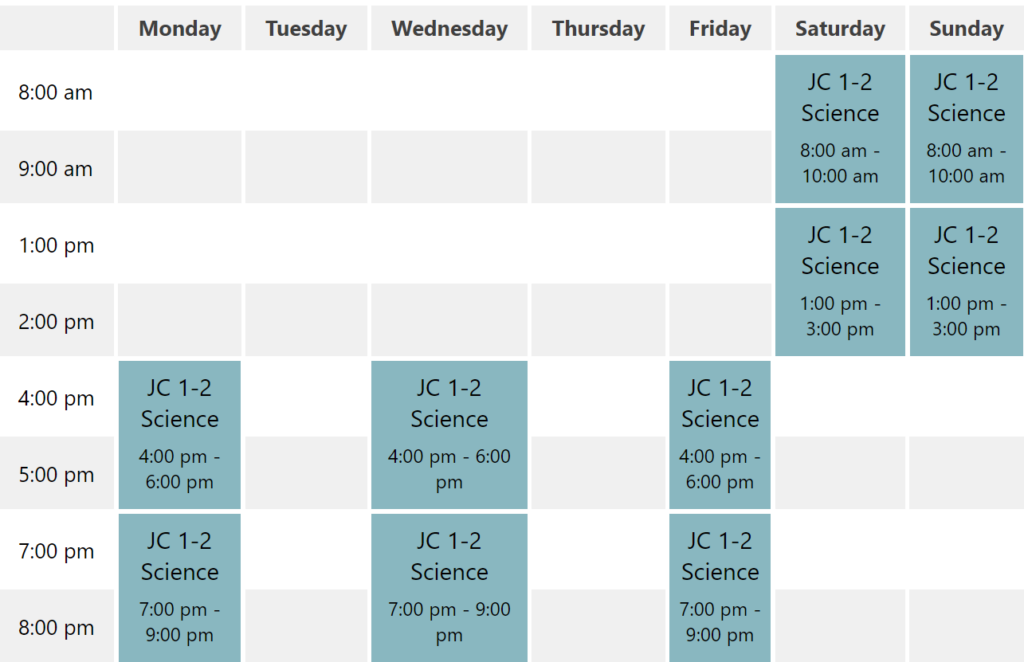 Monday Tuesday Wednesday Thursday Friday Saturday Sunday
8:00 am
JC 1-2
Science
8:00 am -
10:00 am
JC 1-2
Science
8:00 am -
10:00 am
9:00 am
1:00 pm
JC 1-2
Science
1:00 pm -
3:00 pm
JC 1-2
Science
1:00 pm -
3:00 pm
2:00 pm
4:00 pm
JC 1-2
Science
4:00 pm -
6:00 pm
JC 1-2
Science
4:00 pm - 6:00
pm
JC 1-2
Science
4:00 pm -
6:00 pm
5:00 pm
7:00 pm
JC 1-2
Science
7:00 pm -
9:00 pm
JC 1-2
Science
7:00 pm - 9:00
pm
JC 1-2
Science
7:00 pm -
9:00 pm
8:00 pm